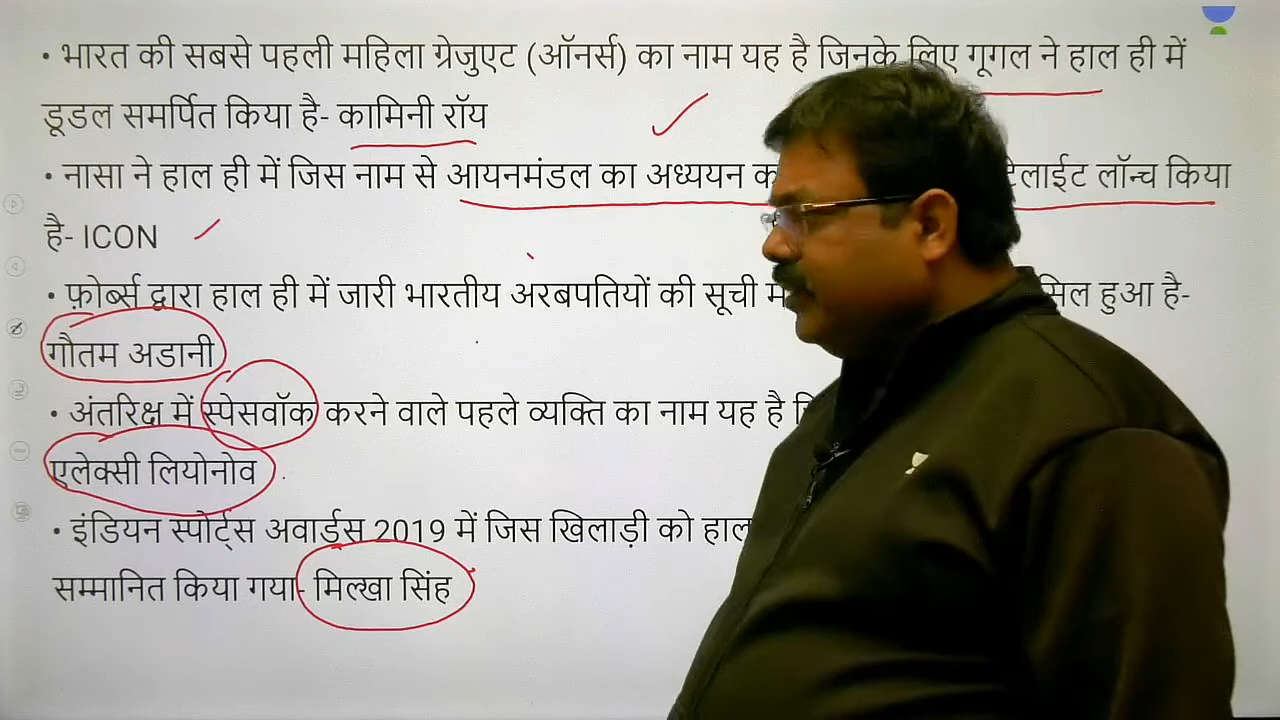 • भारत की सबसे पहली महिला ग्रेजुएट (ऑनर्स) का नाम यह है जिनके लिए गूगल ने हाल ही में
डूडल समर्पित किया है- कामिनी रॉय
• नासा ने हाल ही में जिस नाम से आयनमंडल का अध्ययन लॉन्च किया
है- ICON
• फ़ोर्ब्स द्वारा हाल ही में जारी भारतीय अरबपतियों की सूची हुआ है-
गौतम अडानी
• अंतरिक्ष में स्पेसवॉक करने वाले पहले व्यक्ति का नाम यह है
एलेक्सी लियोनोव
• इंडियन स्पोर्ट्स अवार्ड्स 2019 में जिस खिलाड़ी को
सम्मानित किया गया- मिल्खा सिंह